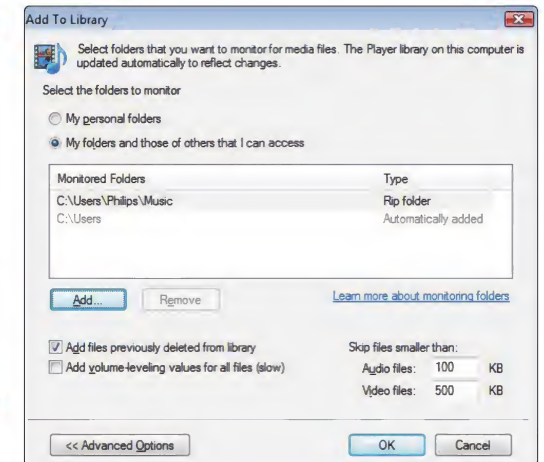 Add To Library
Select folders that you want to monitor for media files. The Player library on this computer is
updated automatically to reflect changes.
Select the folders to monitor
My personal folders
My folders and those of others that I can access
Monitored Folders Type
C:\Users\Philips\Music Rip folder
C:\Users Automatically added
Add... Remove Learn more about monitoring folders
Add files previously deleted from library Skip files smaller than:
Add volume-leveling values for all files (slow) Audio files: 100 KB
Video files: 500 KB
<< Advanced Options OK Cancel